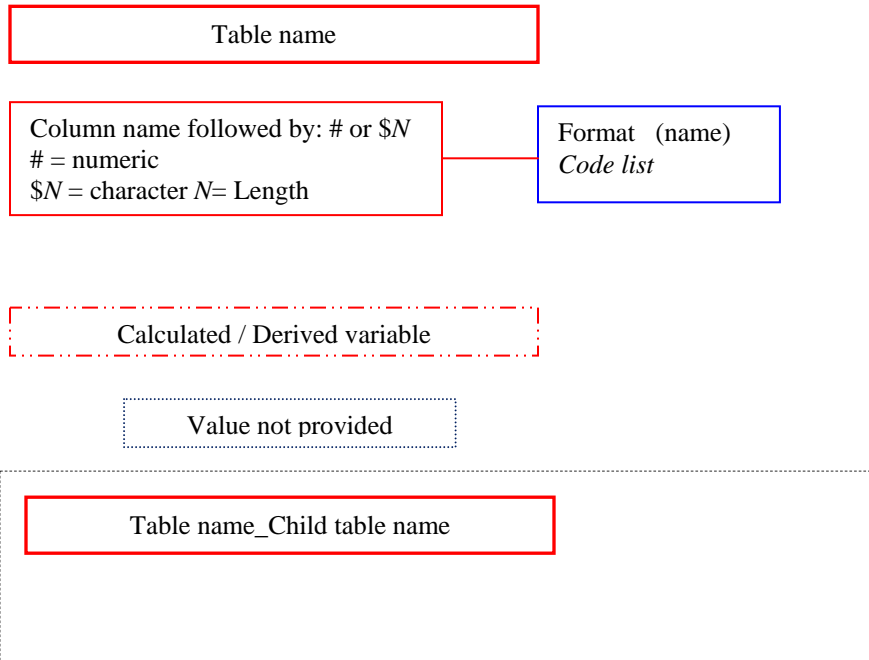 Table name
Column name followed by: # or $N
# = numeric
$N = character N= Length
Format (name)
Code list
Calculated / Derived variable
Value not provided
Table name_Child table name